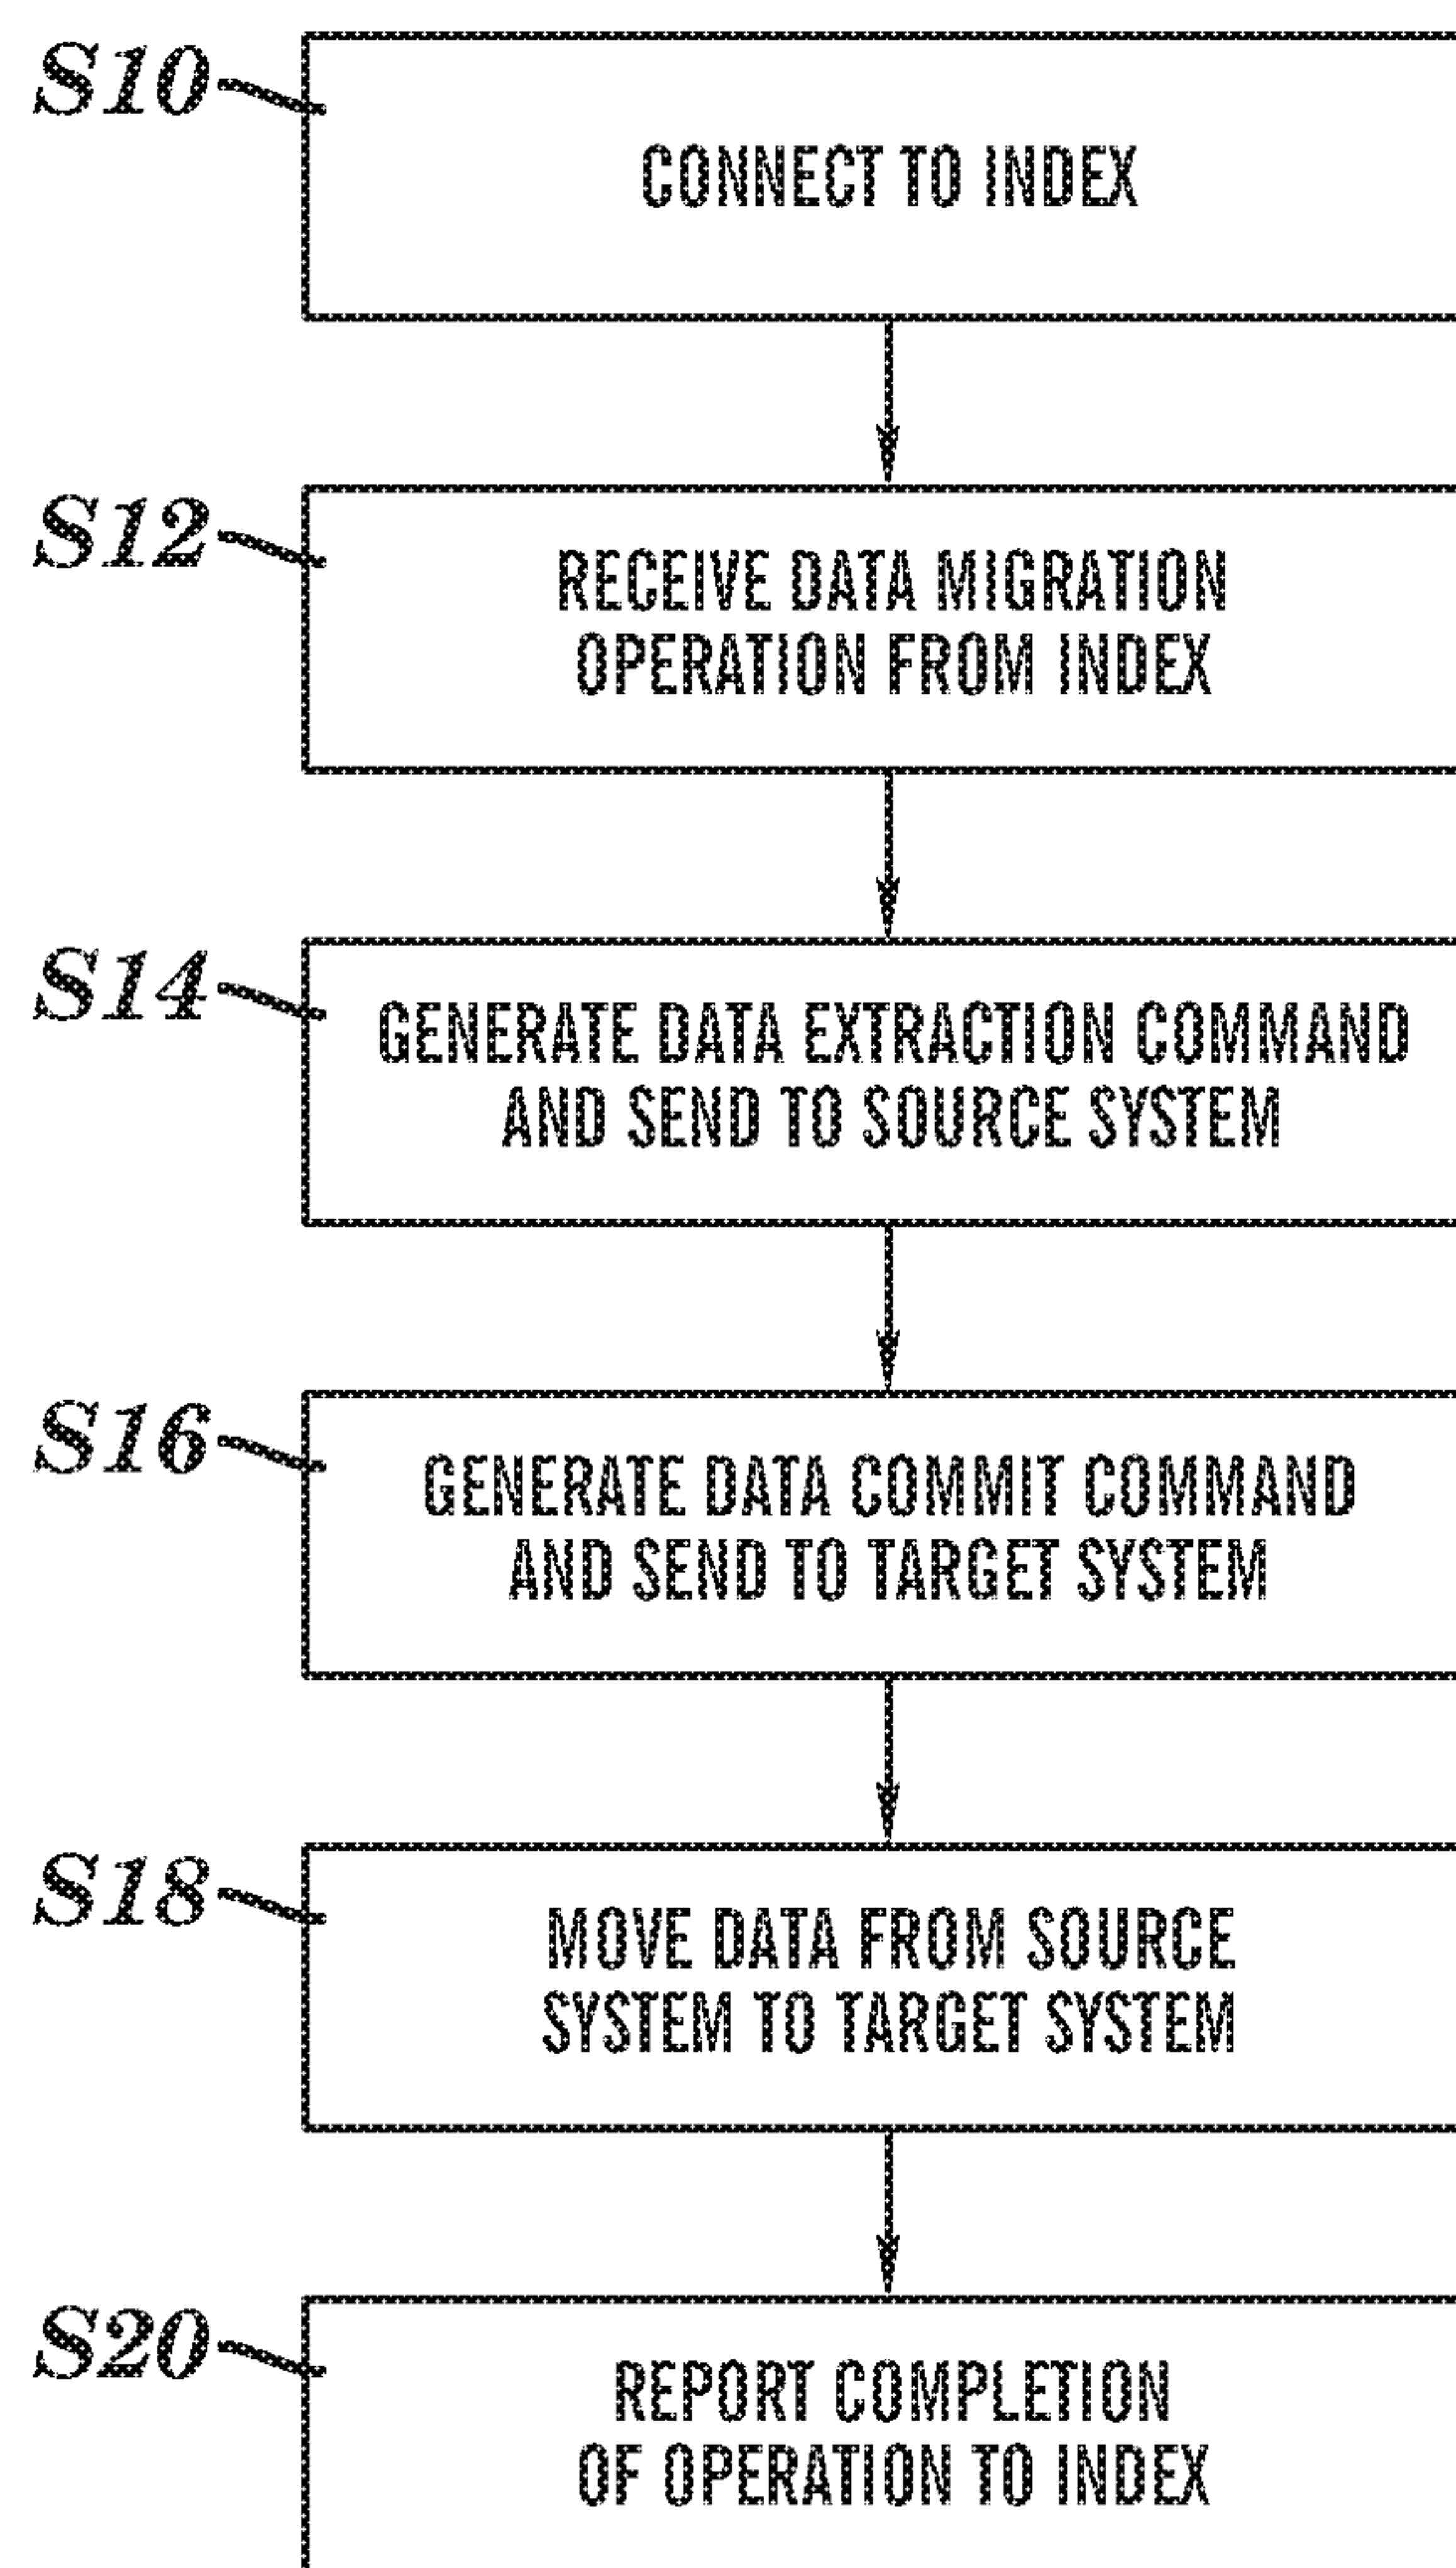 S10
CONNECT TO INDEX
S12
RECEIVE DATA MIGRATION
OPERATION FROM INDEX
S14
GENERATE DATA EXTRACTION COMMAND
AND SEND TO SOURCE SYSTEM
S16
GENERATE DATA COMMIT COMMAND
AND SEND TO TARGET SYSTEM
S18
MOVE DATA FROM SOURCE
SYSTEM TO TARGET SYSTEM
S20
REPORT COMPLETION
OF OPERATION TO INDEX